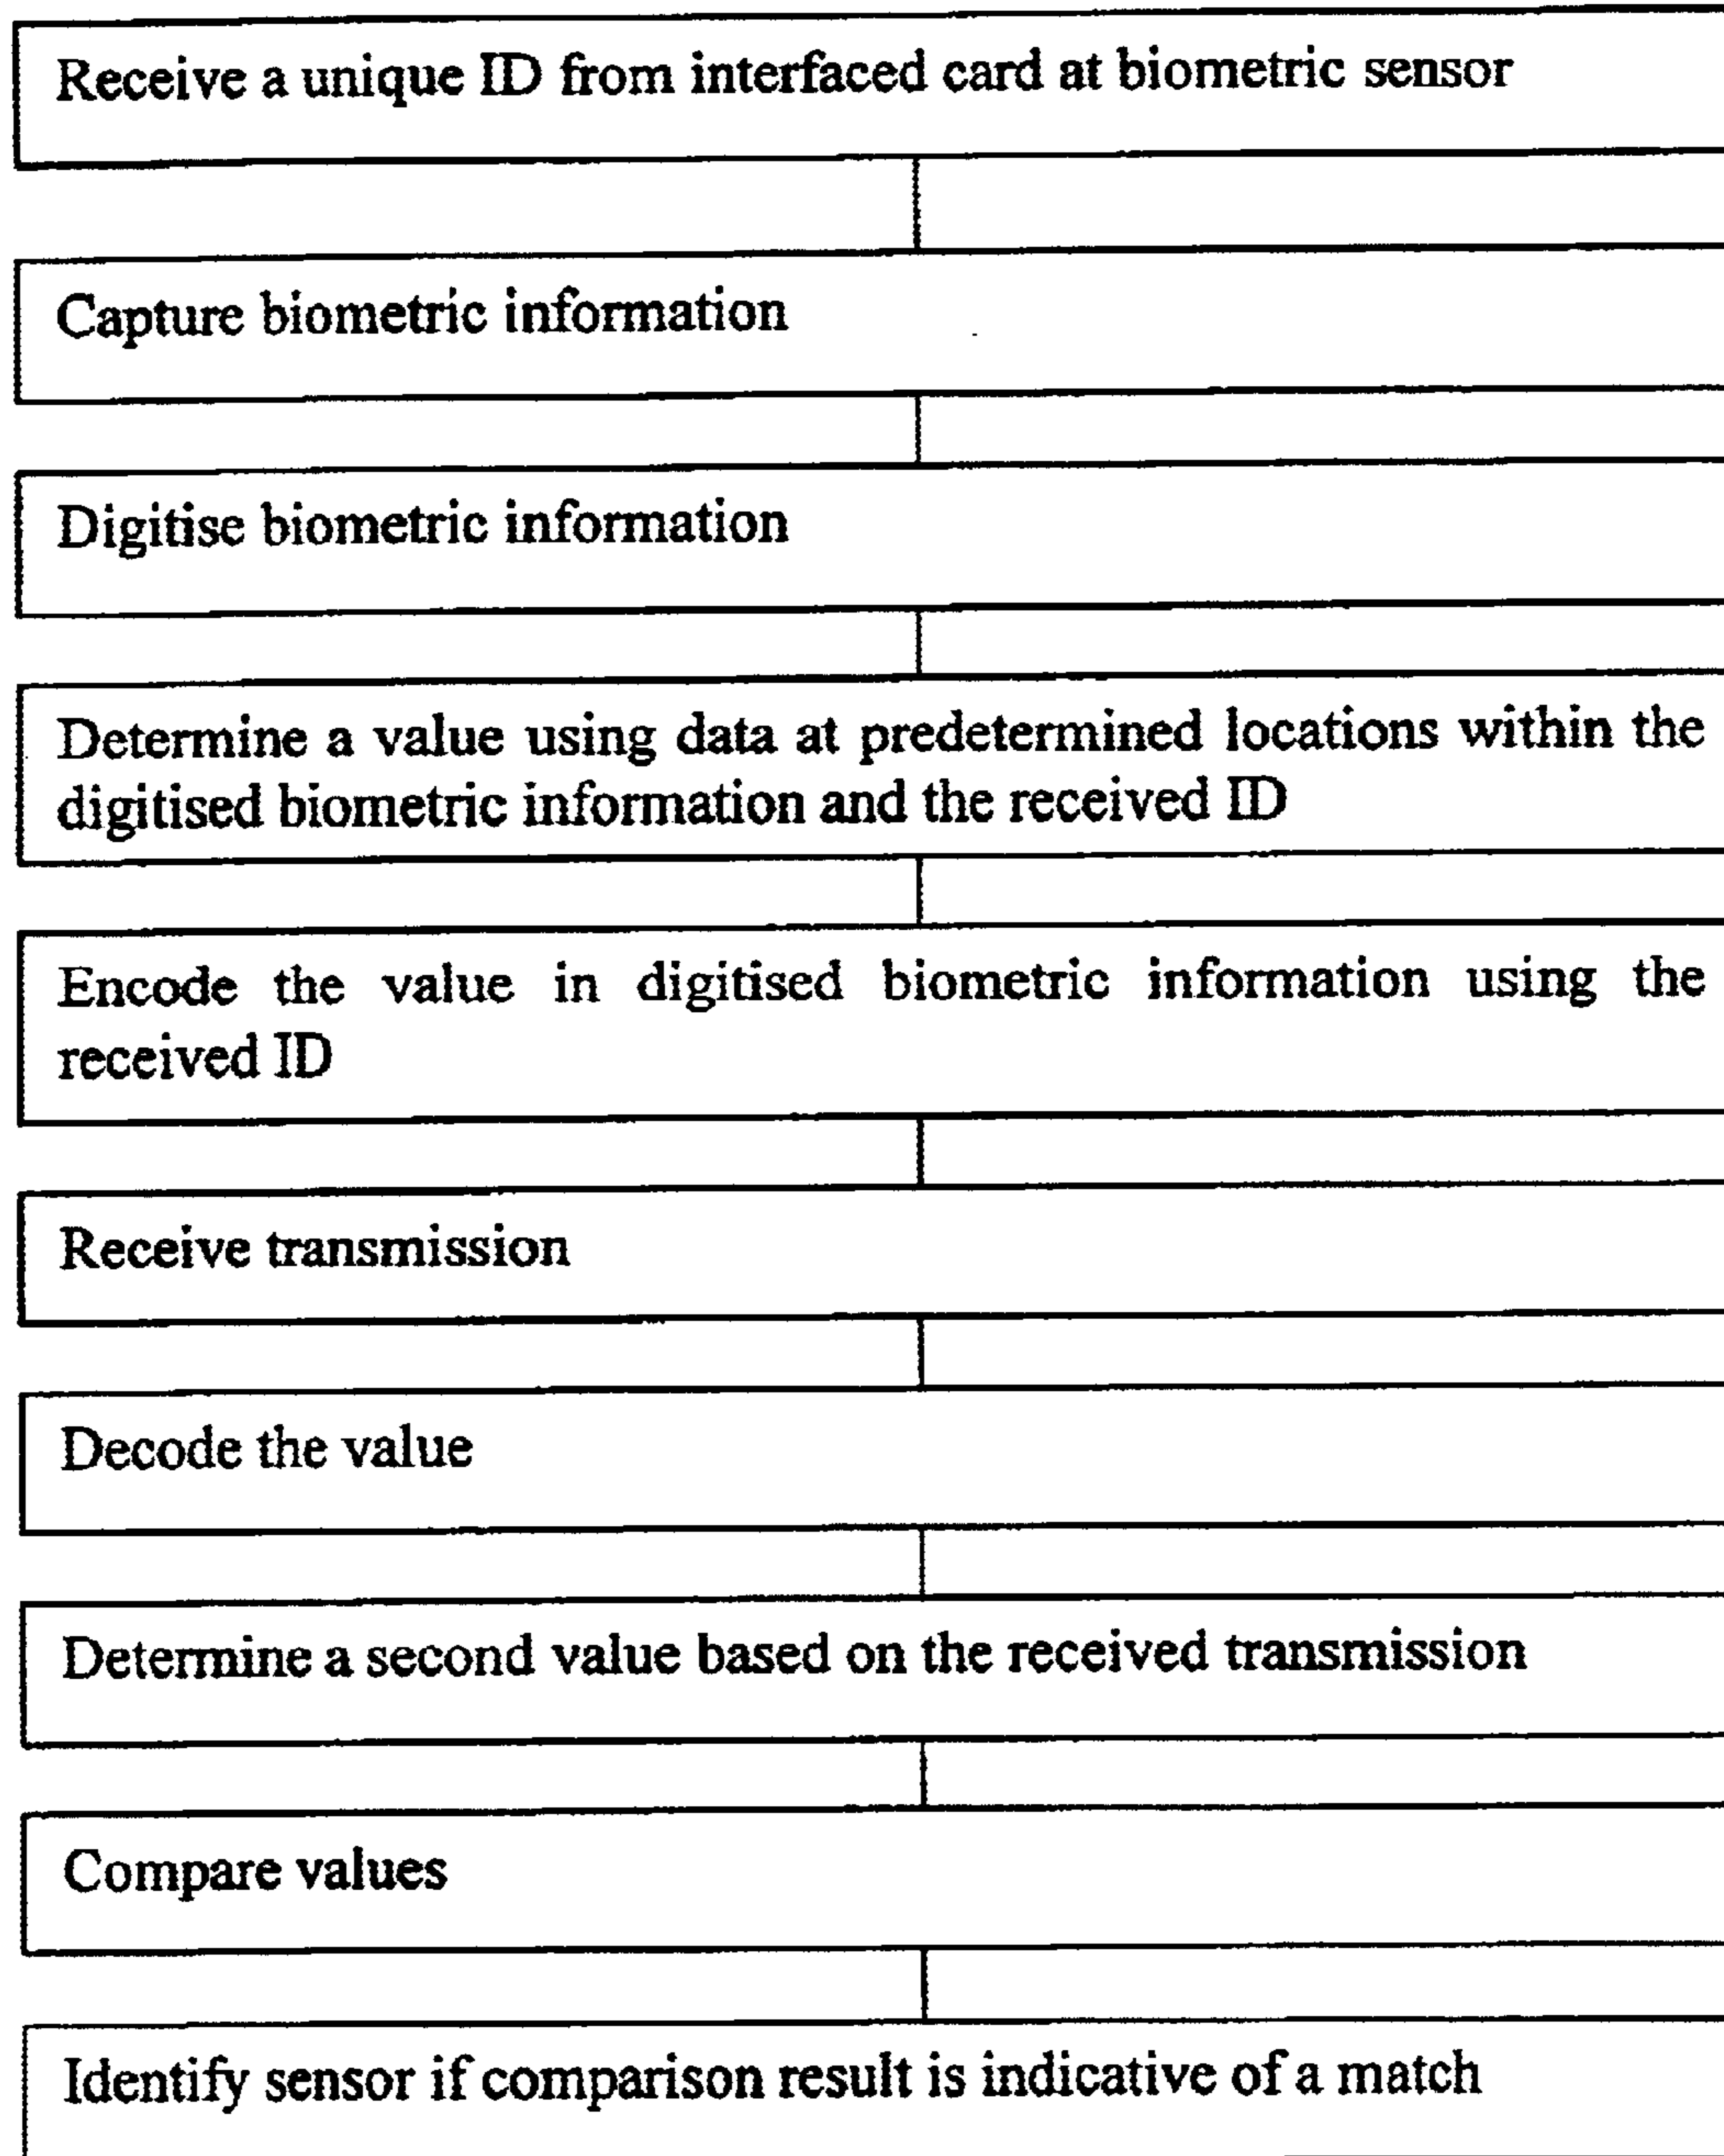 Receive a unique ID from interfaced card at biometric sensor
Capture biometric information
Digitise biometric information
Determine a value using data at predetermined locations within the
digitised biometric information and the received ID
Encode the value in digitised biometric information using the
received ID
Receive transmission
Decode the value
Determine a second value based on the received transmission
Compare values
Identify sensor if comparison result is indicative of a match